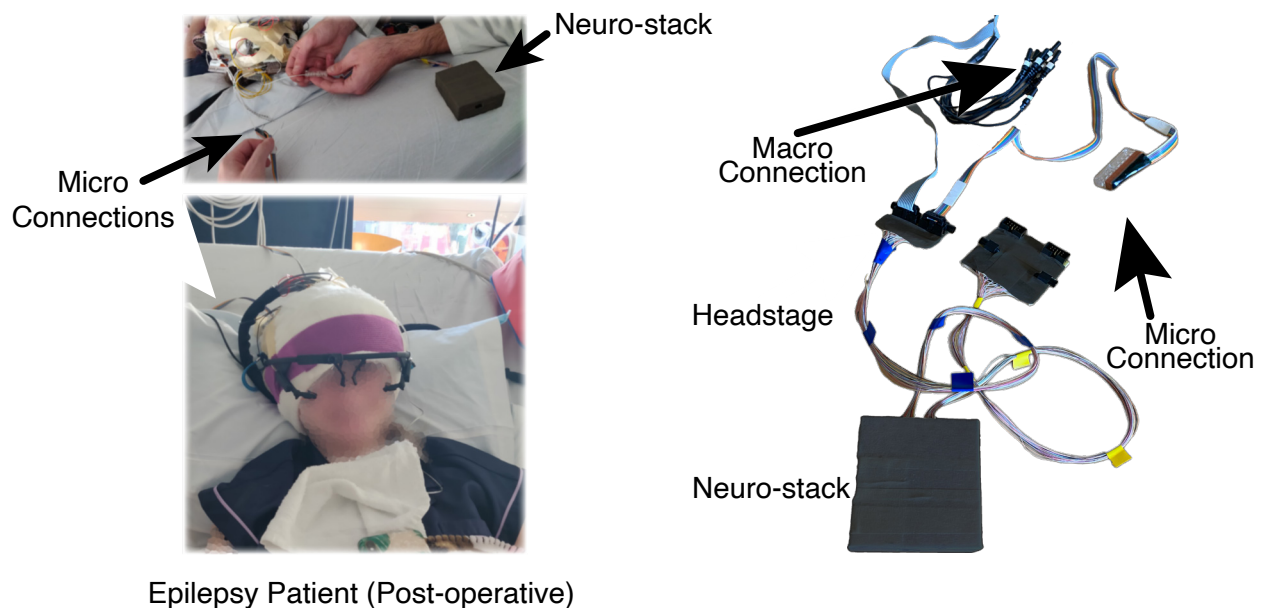 Neuro-stack
Micro
Connections
Epilepsy Patient (Post-operative)
Macro
Connection
Headstage
Micro
Connection
Neuro-stack